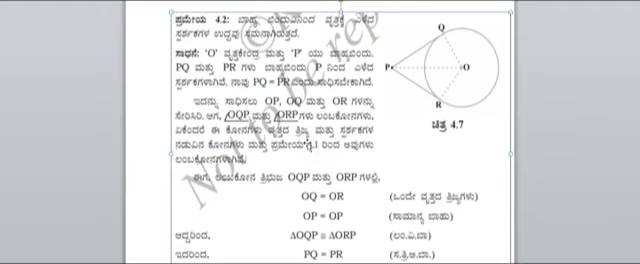 ಪ್ರಮೇಯ 4.2: ಬಾಹ್ಯ ಬಿಂದುವಿನಿಂದ ವೃತ್ತಕ್ಕೆ ಎಳೆದ
ಸ್ಪರ್ಶಕಗಳ ಉದ್ದವು ಸಮನಾಗಿರುತ್ತದೆ.
ಸಾಧನೆ: 'O' ವೃತ್ತಕೇಂದ್ರ ಮತ್ತು 'P' ಯು ಬಾಹ್ಯಬಿಂದು.
PQ ಮತ್ತು PR ಗಳು ಬಾಹ್ಯಬಿಂದು P ನಿಂದ ಎಳೆದ
ಸ್ಪರ್ಶಕಗಳಾಗಿವೆ. ನಾವು PQ = PR ಎಂದು ಸಾಧಿಸಬೇಕಾಗಿದೆ.
ಇದನ್ನು ಸಾಧಿಸಲು OP, OQ ಮತ್ತು OR ಗಳನ್ನು
ಸೇರಿಸಿರಿ. ಆಗ, ∠OQP ಮತ್ತು ∠ORP ಗಳು ಲಂಬಕೋನಗಳು,
ಏಕೆಂದರೆ ಈ ಕೋನಗಳು ವೃತ್ತದ ತ್ರಿಜ್ಯ ಮತ್ತು ಸ್ಪರ್ಶಕಗಳ
ನಡುವಿನ ಕೋನಗಳು ಮತ್ತು ಪ್ರಮೇಯ 4.1 ರಿಂದ ಅವುಗಳು
ಲಂಬಕೋನಗಳಾಗಿವೆ.
Q
P
O
R
ಚಿತ್ರ 4.7
ಈಗ, ಲಂಬಕೋನ ತ್ರಿಭುಜ OQP ಮತ್ತು ORP ಗಳಲ್ಲಿ,
OQ = OR (ಒಂದೇ ವೃತ್ತದ ತ್ರಿಜ್ಯಗಳು)
OP = OP (ಸಾಮಾನ್ಯ ಬಾಹು)
ಆದ್ದರಿಂದ, ΔOQP ≅ ΔORP (ಲಂ.ವಿ.ಬಾ)
ಇದರಿಂದ, PQ = PR (ಸ.ತ್ರಿ.ಅ.ಬಾ.)
Not to be rep